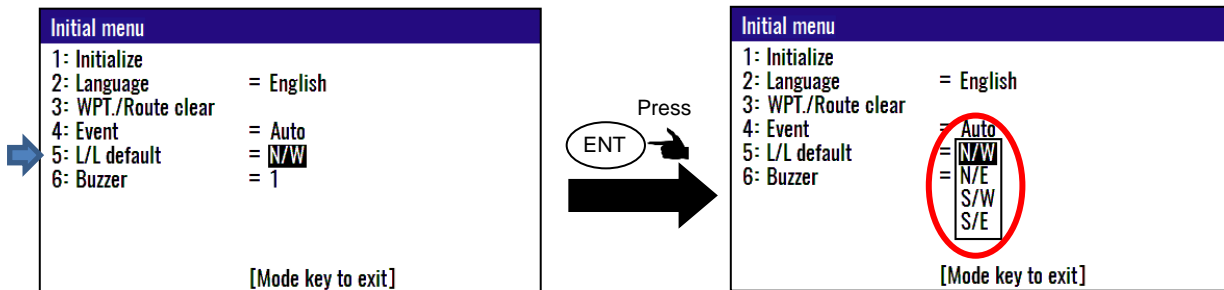 Initial menu
1: Initialize
2: Language = English
3: WPT./Route clear
4: Event = Auto
5: L/L default = N/W
6: Buzzer = 1
[Mode key to exit]
Press
ENT
Initial menu
1: Initialize
2: Language = English
3: WPT./Route clear
4: Event = Auto
5: L/L default = N/W
6: Buzzer = N/E
S/W
S/E
[Mode key to exit]